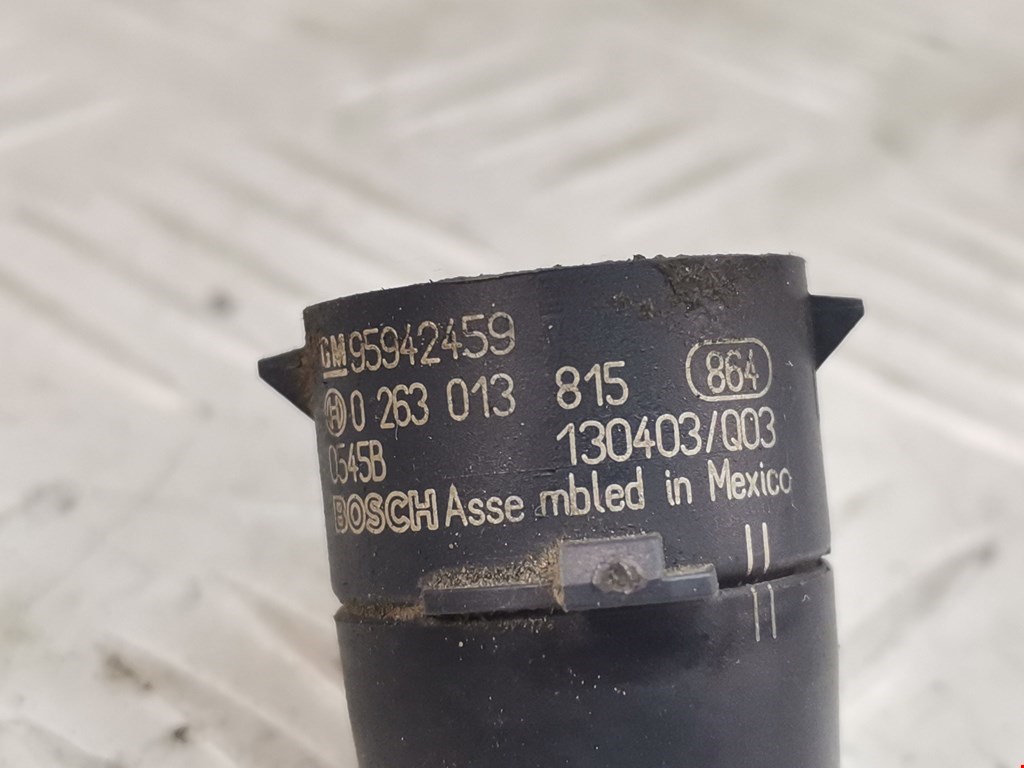 GM 95942459
0 263 013 815 864
0545B 130403/Q03
BOSCH Asse mbled in Mexico